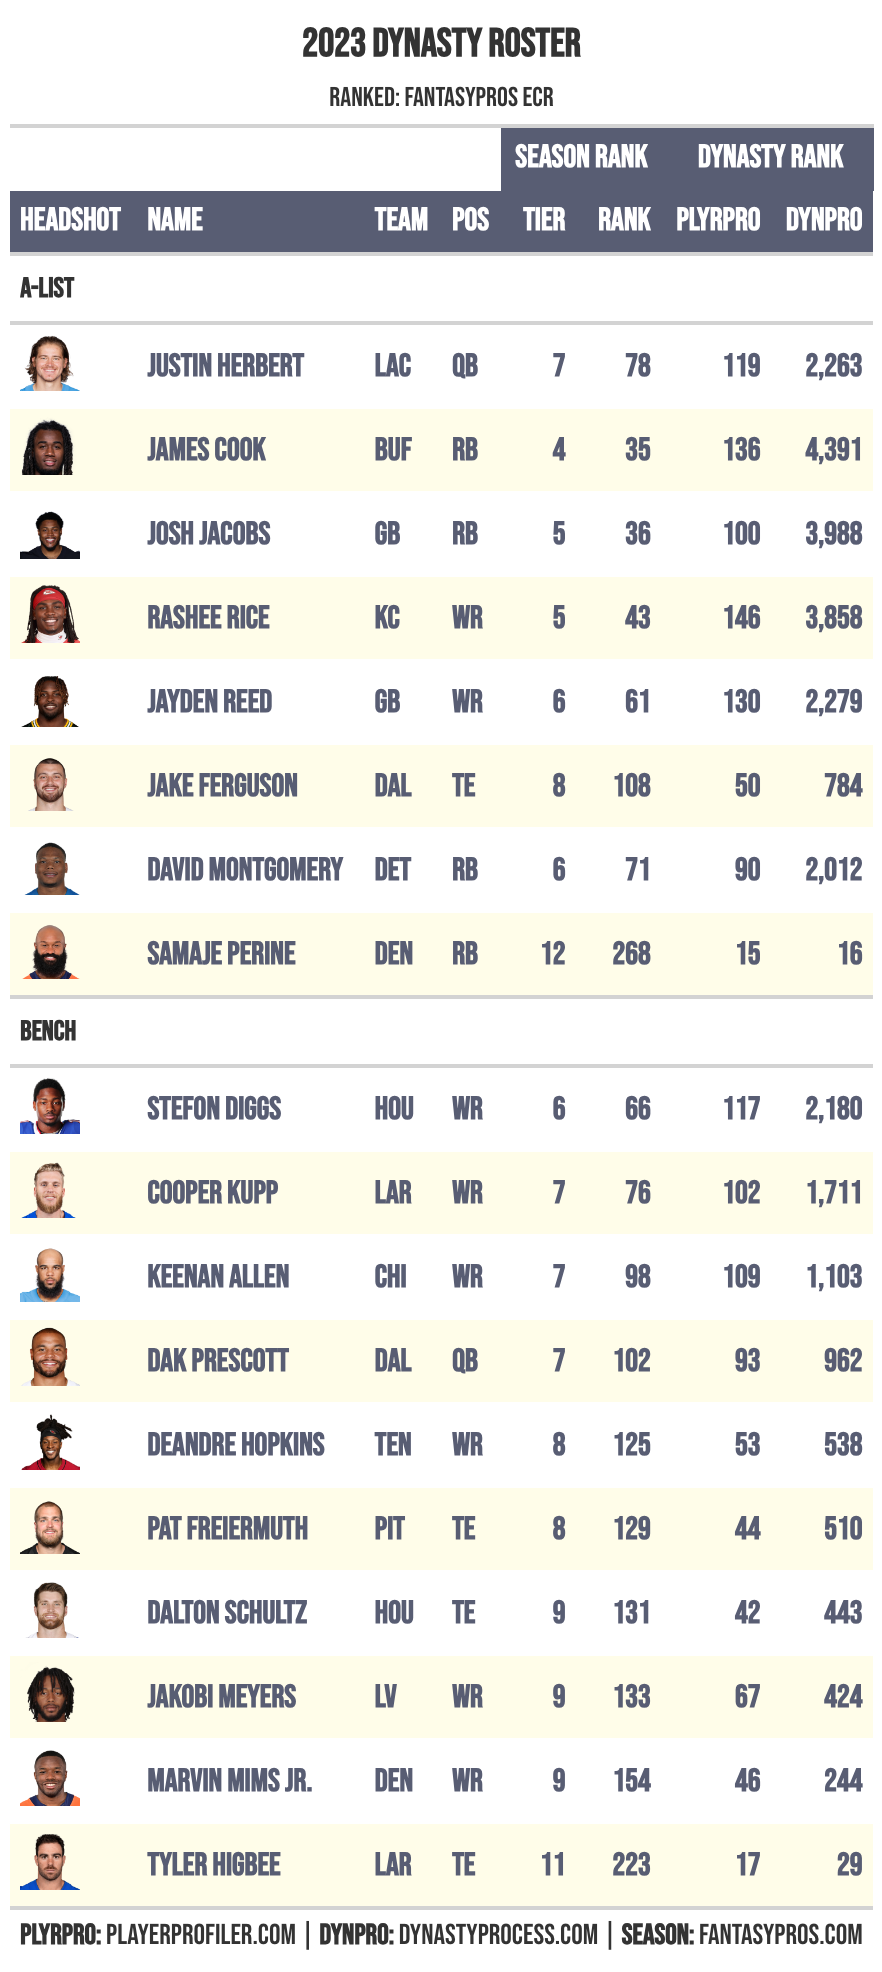 2023 DYNASTY ROSTER
RANKED: FANTASYPROS ECR
SEASON RANK DYNASTY RANK
HEADSHOT NAME TEAM POS TIER RANK PLYRPRO DYNPRO
A-LIST
JUSTIN HERBERT LAC QB 7 78 119 2,263
JAMES COOK BUF RB 4 35 136 4,391
JOSH JACOBS GB RB 5 36 100 3,988
RASHEE RICE KC WR 5 43 146 3,858
JAYDEN REED GB WR 6 61 130 2,279
JAKE FERGUSON DAL TE 8 108 50 784
DAVID MONTGOMERY DET RB 6 71 90 2,012
SAMAJE PERINE DEN RB 12 268 15 16
BENCH
STEFON DIGGS HOU WR 6 66 117 2,180
COOPER KUPP LAR WR 7 76 102 1,711
KEENAN ALLEN CHI WR 7 98 109 1,103
DAK PRESCOTT DAL QB 7 102 93 962
DEANDRE HOPKINS TEN WR 8 125 53 538
PAT FREIERMUTH PIT TE 8 129 44 510
DALTON SCHULTZ HOU TE 9 131 42 443
JAKOBI MEYERS LV WR 9 133 67 424
MARVIN MIMS JR. DEN WR 9 154 46 244
TYLER HIGBEE LAR TE 11 223 17 29
PLYRPRO: PLAYERPROFILER.COM | DYNPRO: DYNASTYPROCESS.COM | SEASON: FANTASYPROS.COM